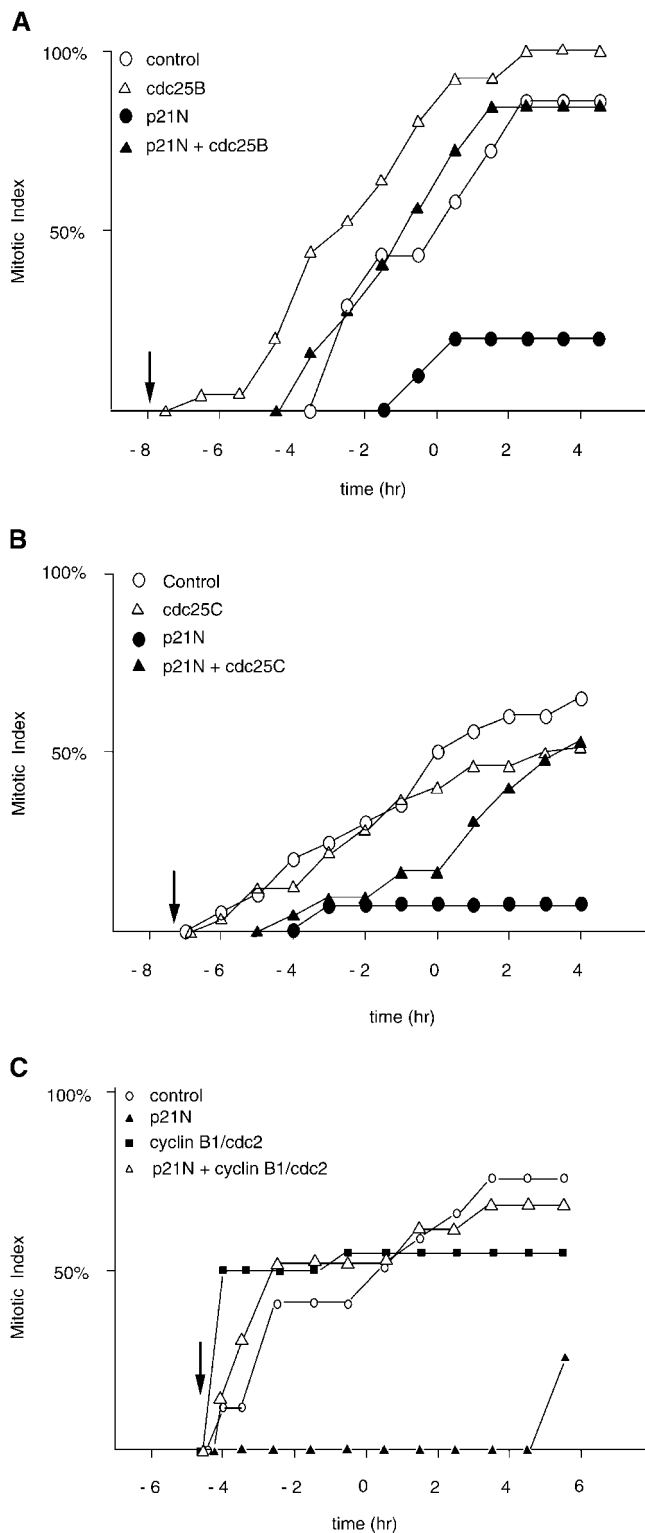 A
100%
control
cdc25B
p21N
p21N + cdc25B
50%
Mitotic Index
- 8 - 6 - 4 - 2 0 2 4
time (hr)
B
100%
Control
cdc25C
p21N
p21N + cdc25C
50%
Mitotic Index
- 8 - 6 - 4 - 2 0 2 4
time (hr)
C
100%
control
p21N
cyclin B1/cdc2
p21N + cyclin B1/cdc2
50%
Mitotic Index
- 6 - 4 - 2 0 2 4 6
time (hr)